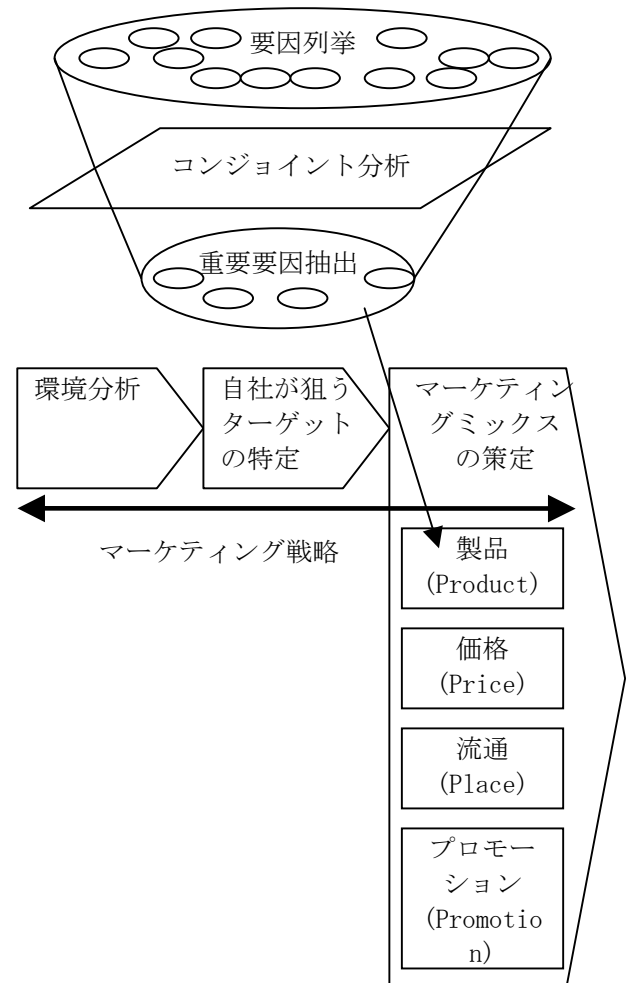 要因列挙
コンジョイント分析
重要要因抽出
環境分析
自社が狙う
ターゲット
の特定
マーケティン
グミックス
の策定
マーケティング戦略
製品
(Product)
価格
(Price)
流通
(Place)
プロモー
ション
(Promotio
n)